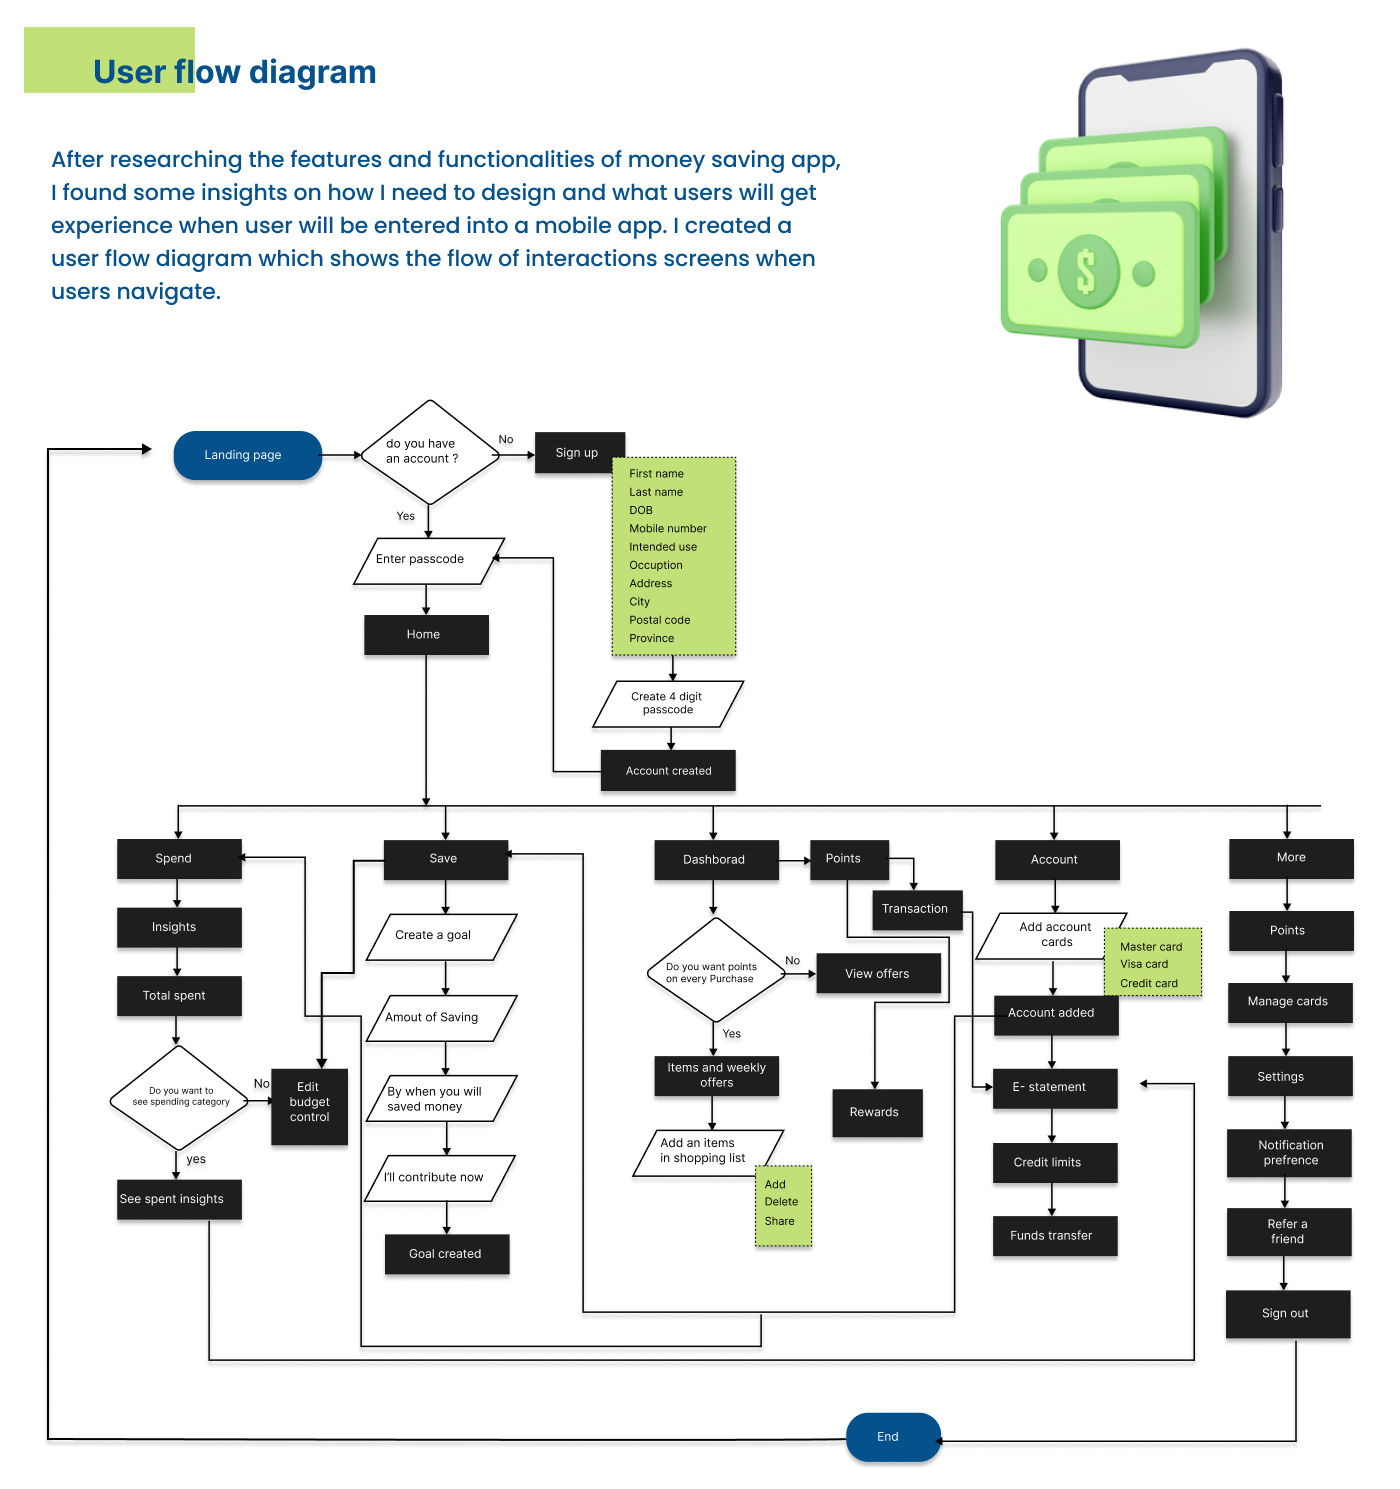 User flow diagram
After researching the features and functionalities of money saving app,
I found some insights on how I need to design and what users will get
experience when user will be entered into a mobile app. I created a
user flow diagram which shows the flow of interactions screens when
users navigate.
$
Landing page
do you have
an account ?
No
Sign up
First name
Last name
DOB
Mobile number
Intended use
Occuption
Address
City
Postal code
Province
Yes
Enter passcode
Home
Create 4 digit
passcode
Account created
Spend
Insights
Total spent
Do you want to
see spending category
No
Edit
budget
control
yes
See spent insights
Save
Create a goal
Amout of Saving
By when you will
saved money
I'll contribute now
Goal created
Dashborad
Points
Transaction
Do you want points
on every Purchase
No
View offers
Yes
Items and weekly
offers
Rewards
Add an items
in shopping list
Add
Delete
Share
Account
Add account
cards
Master card
Visa card
Credit card
Account added
E- statement
Credit limits
Funds transfer
More
Points
Manage cards
Settings
Notification
prefrence
Refer a
friend
Sign out
End